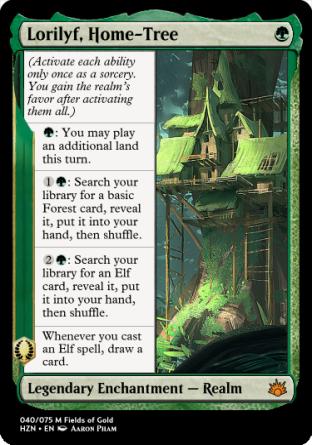 Lorilyf, Home-Tree
(Activate each ability
only once as a sorcery.
You gain the realm's
favor after activating
them all.)
: You may play
an additional land
this turn.
1 : Search your
library for a basic
Forest card, reveal
it, put it into your
hand, then shuffle.
2 : Search your
library for an Elf
card, reveal it, put
it into your hand,
then shuffle.
Whenever you cast
an Elf spell, draw a
card.
Legendary Enchantment — Realm
040/075 M Fields of Gold
HZN • EN Aaron Pham